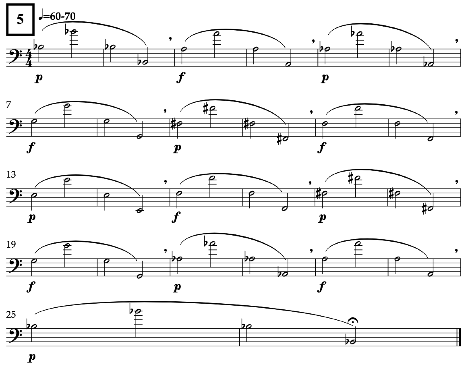 5 ♩=60-70
p f p
7
f p f
13
p f p
19
f p f
25
p